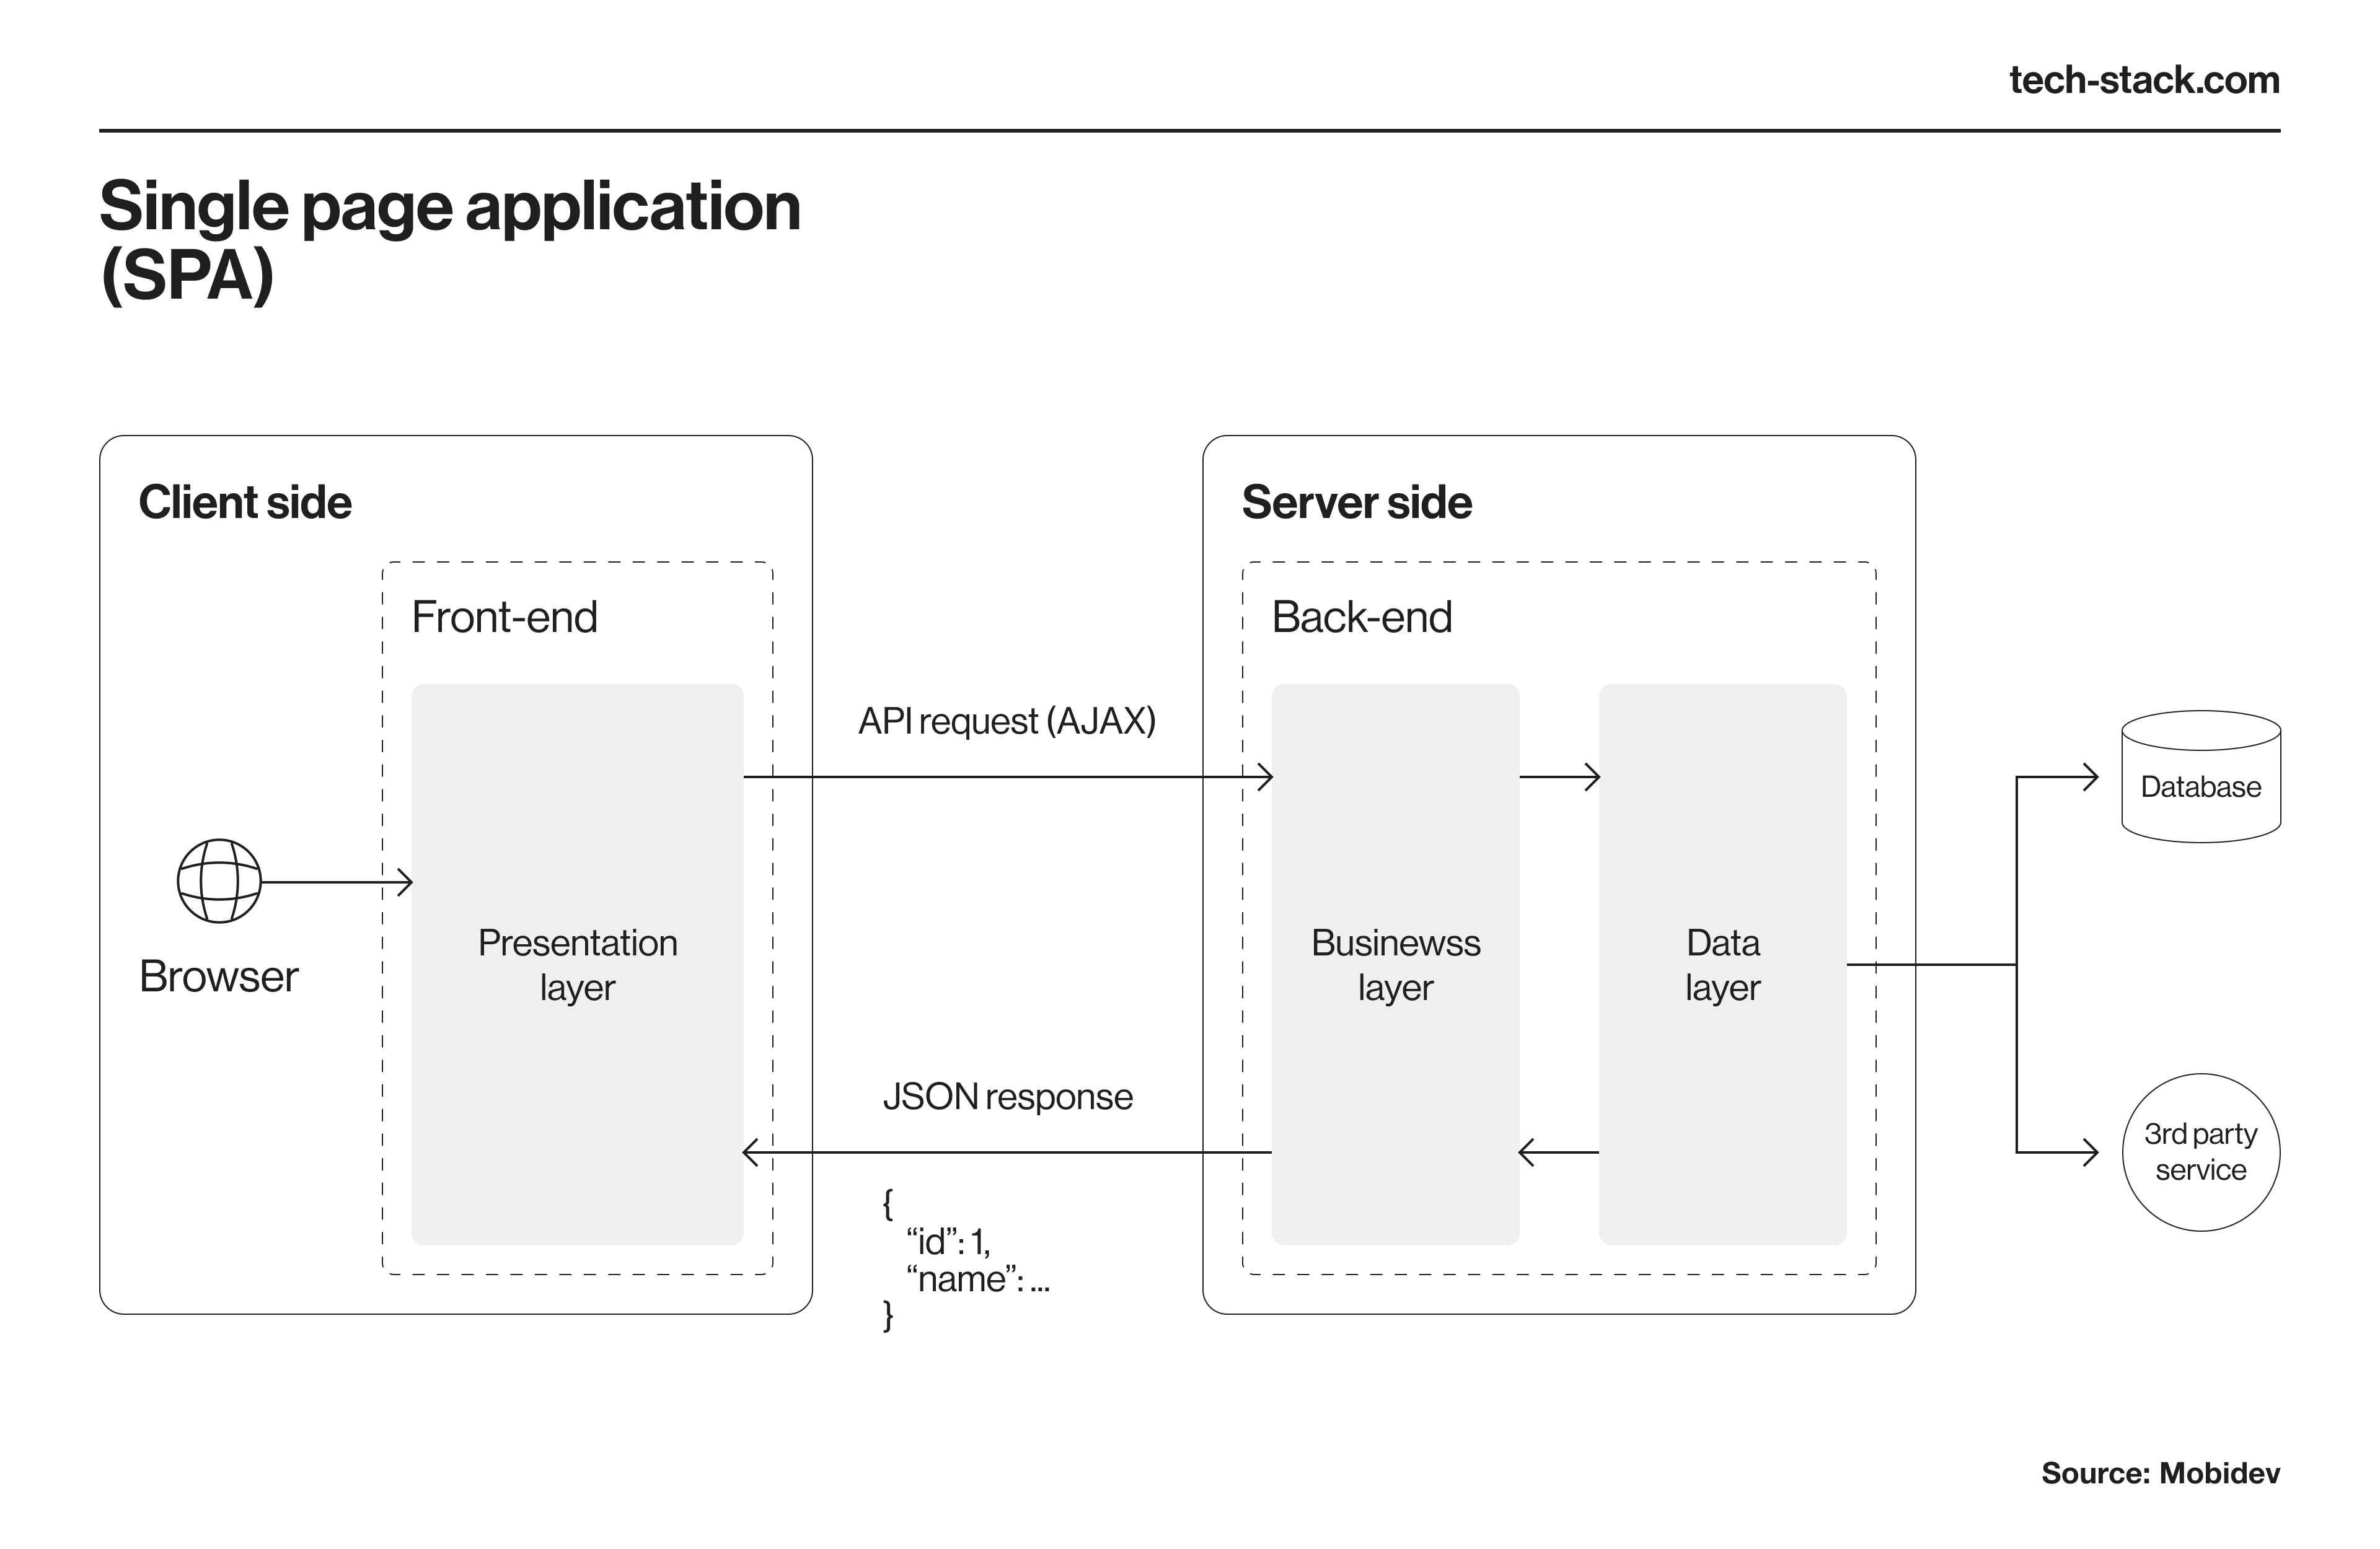 tech-stack.com
Single page application
(SPA)
Client side
Front-end
Browser
Presentation
layer
API request (AJAX)
JSON response
{
“id”: 1,
“name”: ...
}
Server side
Back-end
Businewss
layer
Data
layer
Database
3rd party
service
Source: Mobidev